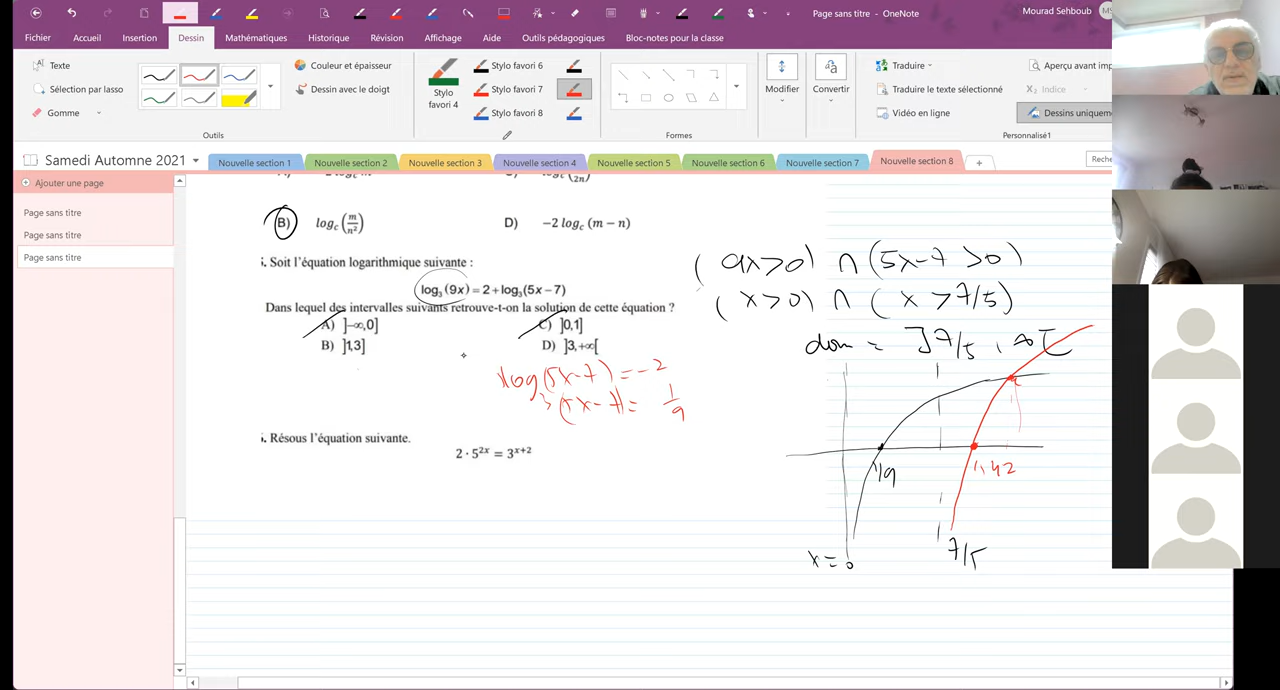 Page sans titre - OneNote
Mourad Sehboub
Fichier Accueil Insertion Dessin Mathématiques Historique Révision Affichage Aide Outils pédagogiques Bloc-notes pour la classe
Texte
Sélection par lasso
Gomme
Outils
Couleur et épaisseur
Dessin avec le doigt
Stylo favori 4
Stylo favori 6
Stylo favori 7
Stylo favori 8
Formes
Modifier
Convertir
Traduire
Traduire le texte sélectionné
Vidéo en ligne
Aperçu avant imp
Indice
Dessins uniqueme
Personnalisé1
Samedi Automne 2021
Nouvelle section 1 Nouvelle section 2 Nouvelle section 3 Nouvelle section 4 Nouvelle section 5 Nouvelle section 6 Nouvelle section 7 Nouvelle section 8 +
Reche
Ajouter une page
Page sans titre
Page sans titre
Page sans titre
B) log_c (m/n²) D) -2 log_c (m – n)
i. Soit l'équation logarithmique suivante :
log₃ (9x) = 2 + log₃ (5x – 7)
Dans lequel des intervalles suivants retrouve-t-on la solution de cette équation ?
A) ]–∞,0] C) ]0,1]
B) ]1,3] D) ]3,+∞[
log(5x-7) = -2
3 (5x-7) = 1/9
i. Résous l'équation suivante.
2 · 5²ˣ = 3ˣ⁺²
(9x>0) ∩ (5x-7 >0)
(x>0) ∩ (x > 7/5)
dom = ]7/5, ∞[
1/9
1,42
x=0
7/5